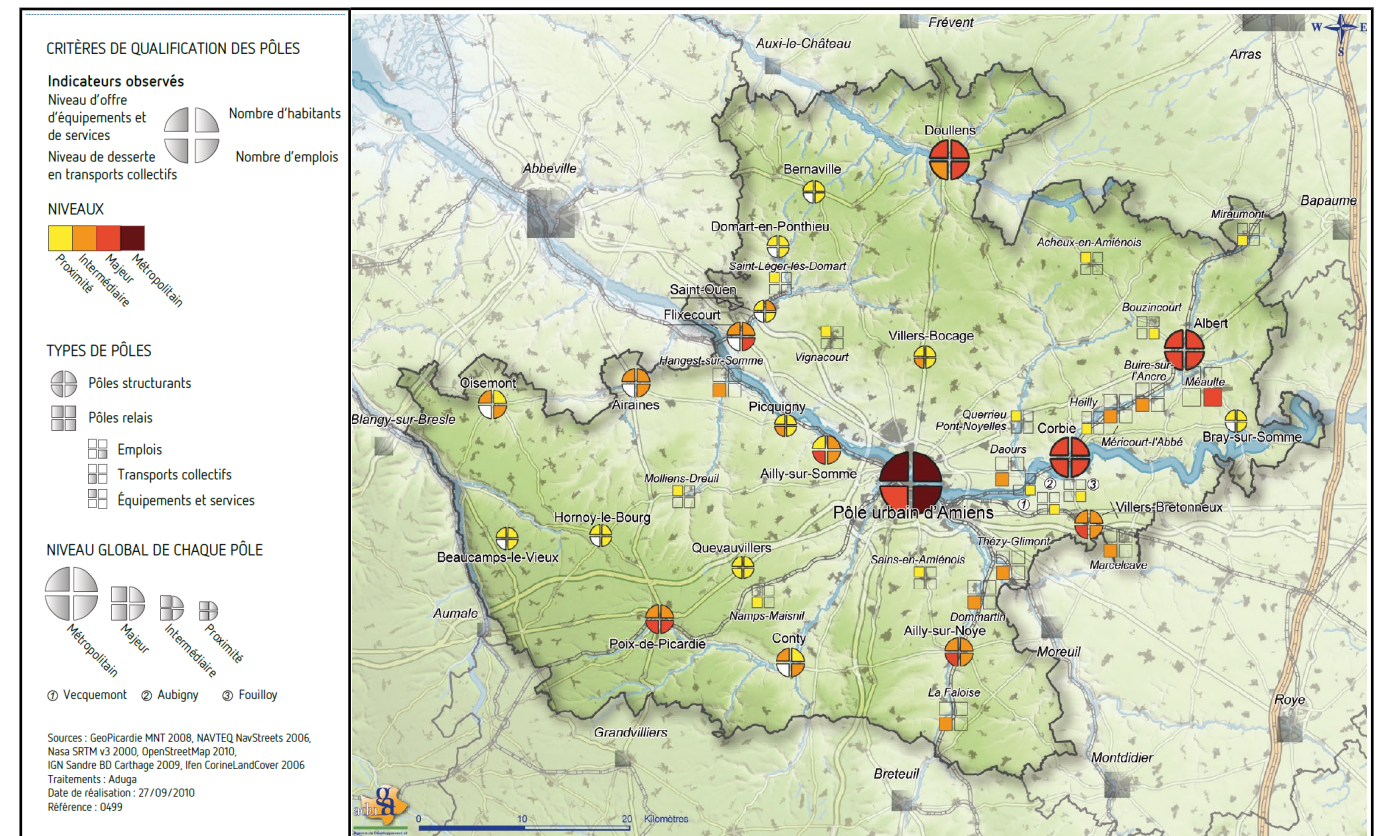 CRITÈRES DE QUALIFICATION DES PÔLES
Indicateurs observés
Niveau d'offre
d'équipements et
de services
Nombre d'habitants
Niveau de desserte
en transports collectifs
Nombre d'emplois
NIVEAUX
Proximité
Intermédiaire
Majeur
Métropolitain
TYPES DE PÔLES
Pôles structurants
Pôles relais
Emplois
Transports collectifs
Équipements et services
NIVEAU GLOBAL DE CHAQUE PÔLE
Métropolitain
Majeur
Intermédiaire
Proximité
① Vecquemont ② Aubigny ③ Fouilloy
Sources : GeoPicardie MNT 2008, NAVTEQ NavStreets 2006,
Nasa SRTM v3 2000, OpenStreetMap 2010,
IGN Sandre BD Carthage 2009, Ifen CorineLandCover 2006
Traitements : Aduga
Date de réalisation : 27/09/2010
Référence : 0499
Frévent
W E
S
Auxi-le-Château
Arras
Doullens
Abbeville
Bernaville
Bapaume
Miraumont
Domart-en-Ponthieu
Acheux-en-Amiénois
Saint-Léger-lès-Domart
Saint-Ouen
Flixecourt
Bouzincourt
Albert
Vignacourt
Villers-Bocage
Hangest-sur-Somme
Buire-sur-
l'Ancre
Méaulte
Oisemont
Airaines
Heilly
Picquigny
Querrieu
Pont-Noyelles
Corbie
Blangy-sur-Bresle
Méricourt-l'Abbé
Bray-sur-Somme
Daours
Ailly-sur-Somme
Molliens-Dreuil
②
③
①
Pôle urbain d'Amiens
Villers-Bretonneux
Hornoy-le-Bourg
Beaucamps-le-Vieux
Quevauvillers
Thézy-Glimont
Sains-en-Amiénois
Marcelcave
Aumale
Namps-Maisnil
Dommartin
Poix-de-Picardie
Conty
Ailly-sur-Noye
Moreuil
La Faloise
Roye
Grandvilliers
Montdidier
Breteuil
aduga
0 10 20 Kilomètres